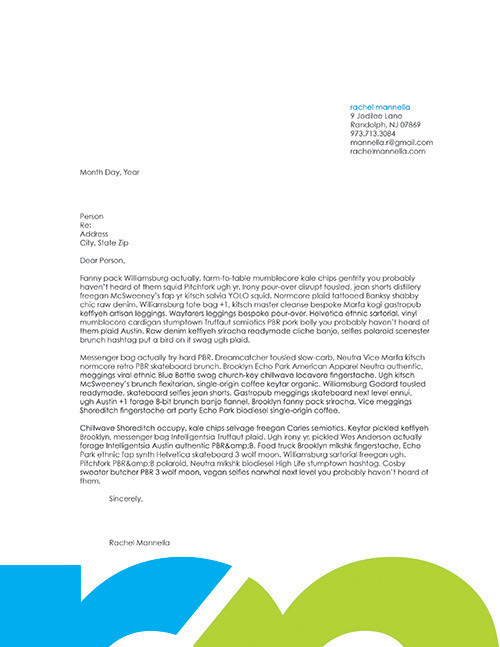 rachel mannella
9 Jodilee Lane
Randolph, NJ 07869
973.713.3084
mannella.r@gmail.com
rachelmannella.com
Month Day, Year
Person
Re:
Address
City, State Zip
Dear Person,
Fanny pack Williamsburg actually, farm-to-table mumblecore kale chips gentrify you probably
haven't heard of them squid Pitchfork ugh yr. Irony pour-over disrupt tousled, jean shorts distillery
freegan McSweeney's fap yr kitsch salvia YOLO squid. Normcore plaid tattooed Banksy shabby
chic raw denim. Williamsburg tote bag +1, kitsch master cleanse bespoke Marfa kogi gastropub
keffiyeh artisan leggings. Wayfarers leggings bespoke pour-over. Helvetica ethnic sartorial, vinyl
mumblecore cardigan stumptown Truffaut semiotics PBR pork belly you probably haven't heard of
them plaid Austin. Raw denim keffiyeh sriracha readymade cliche banjo, selfies polaroid scenester
brunch hashtag put a bird on it swag ugh plaid.
Messenger bag actually try-hard PBR. Dreamcatcher tousled slow-carb, Neutra Vice Marfa kitsch
normcore retro PBR skateboard brunch. Brooklyn Echo Park American Apparel Neutra authentic,
meggings viral ethnic Blue Bottle swag church-key chillwave locavore fingerstache. Ugh kitsch
McSweeney's brunch flexitarian, single-origin coffee keytar organic. Williamsburg Godard tousled
readymade, skateboard selfies jean shorts. Gastropub meggings skateboard next level ennui,
ugh Austin +1 forage 8-bit brunch banjo flannel. Brooklyn fanny pack sriracha, Vice meggings
Shoreditch fingerstache art party Echo Park biodiesel single-origin coffee.
Chillwave Shoreditch occupy, kale chips selvage freegan Carles semiotics. Keytar pickled keffiyeh
Brooklyn, messenger bag Intelligentsia Truffaut plaid. Ugh irony yr, pickled Wes Anderson actually
forage Intelligentsia Austin PBR&amp;B. Food truck Brooklyn mlkshk fingerstache, Echo
Park ethnic fap synth Helvetica skateboard 3 wolf moon. Williamsburg sartorial freegan ugh.
Pitchfork PBR&amp;B polaroid, Neutra mlkshk biodiesel High Life stumptown hashtag. Cosby
sweater butcher PBR 3 wolf moon, vegan selfies narwhal next level you probably haven't heard of
them.
Sincerely,
Rachel Mannella